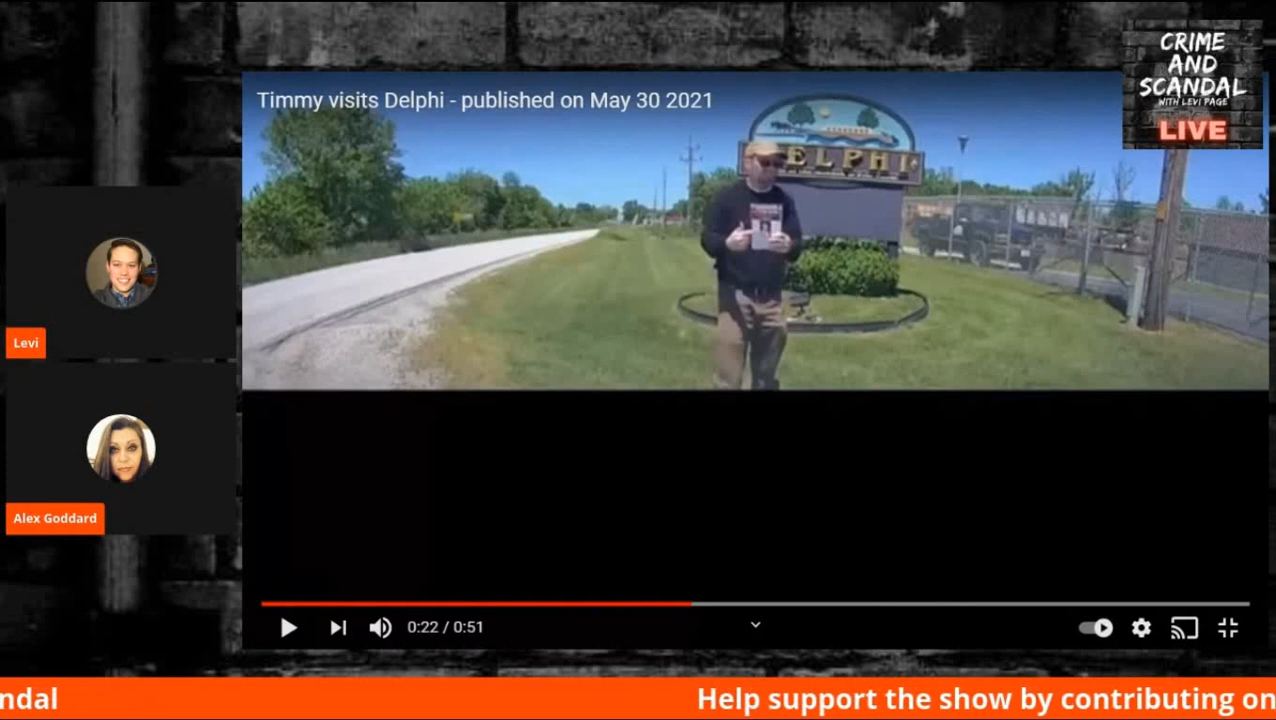 CRIME
AND
SCANDAL
WITH LEVI PAGE
LIVE
Timmy visits Delphi - published on May 30 2021
DELPHI
Levi
Alex Goddard
0:22 / 0:51
ndal
Help support the show by contributing on